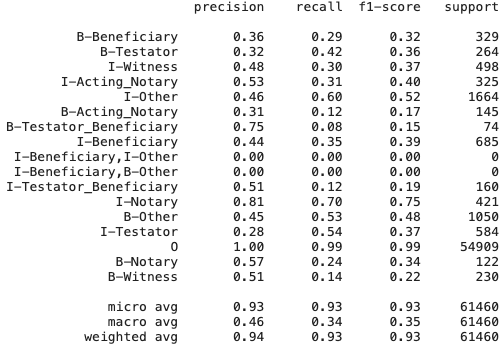 precision recall f1-score support
B-Beneficiary 0.36 0.29 0.32 329
B-Testator 0.32 0.42 0.36 264
I-Witness 0.48 0.30 0.37 498
I-Acting_Notary 0.53 0.31 0.40 325
I-Other 0.46 0.60 0.52 1664
B-Acting_Notary 0.31 0.12 0.17 145
B-Testator_Beneficiary 0.75 0.08 0.15 74
I-Beneficiary 0.44 0.35 0.39 685
I-Beneficiary,I-Other 0.00 0.00 0.00 0
I-Beneficiary,B-Other 0.00 0.00 0.00 0
I-Testator_Beneficiary 0.51 0.12 0.19 160
I-Notary 0.81 0.70 0.75 421
B-Other 0.45 0.53 0.48 1050
I-Testator 0.28 0.54 0.37 584
O 1.00 0.99 0.99 54909
B-Notary 0.57 0.24 0.34 122
B-Witness 0.51 0.14 0.22 230
micro avg 0.93 0.93 0.93 61460
macro avg 0.46 0.34 0.35 61460
weighted avg 0.94 0.93 0.93 61460